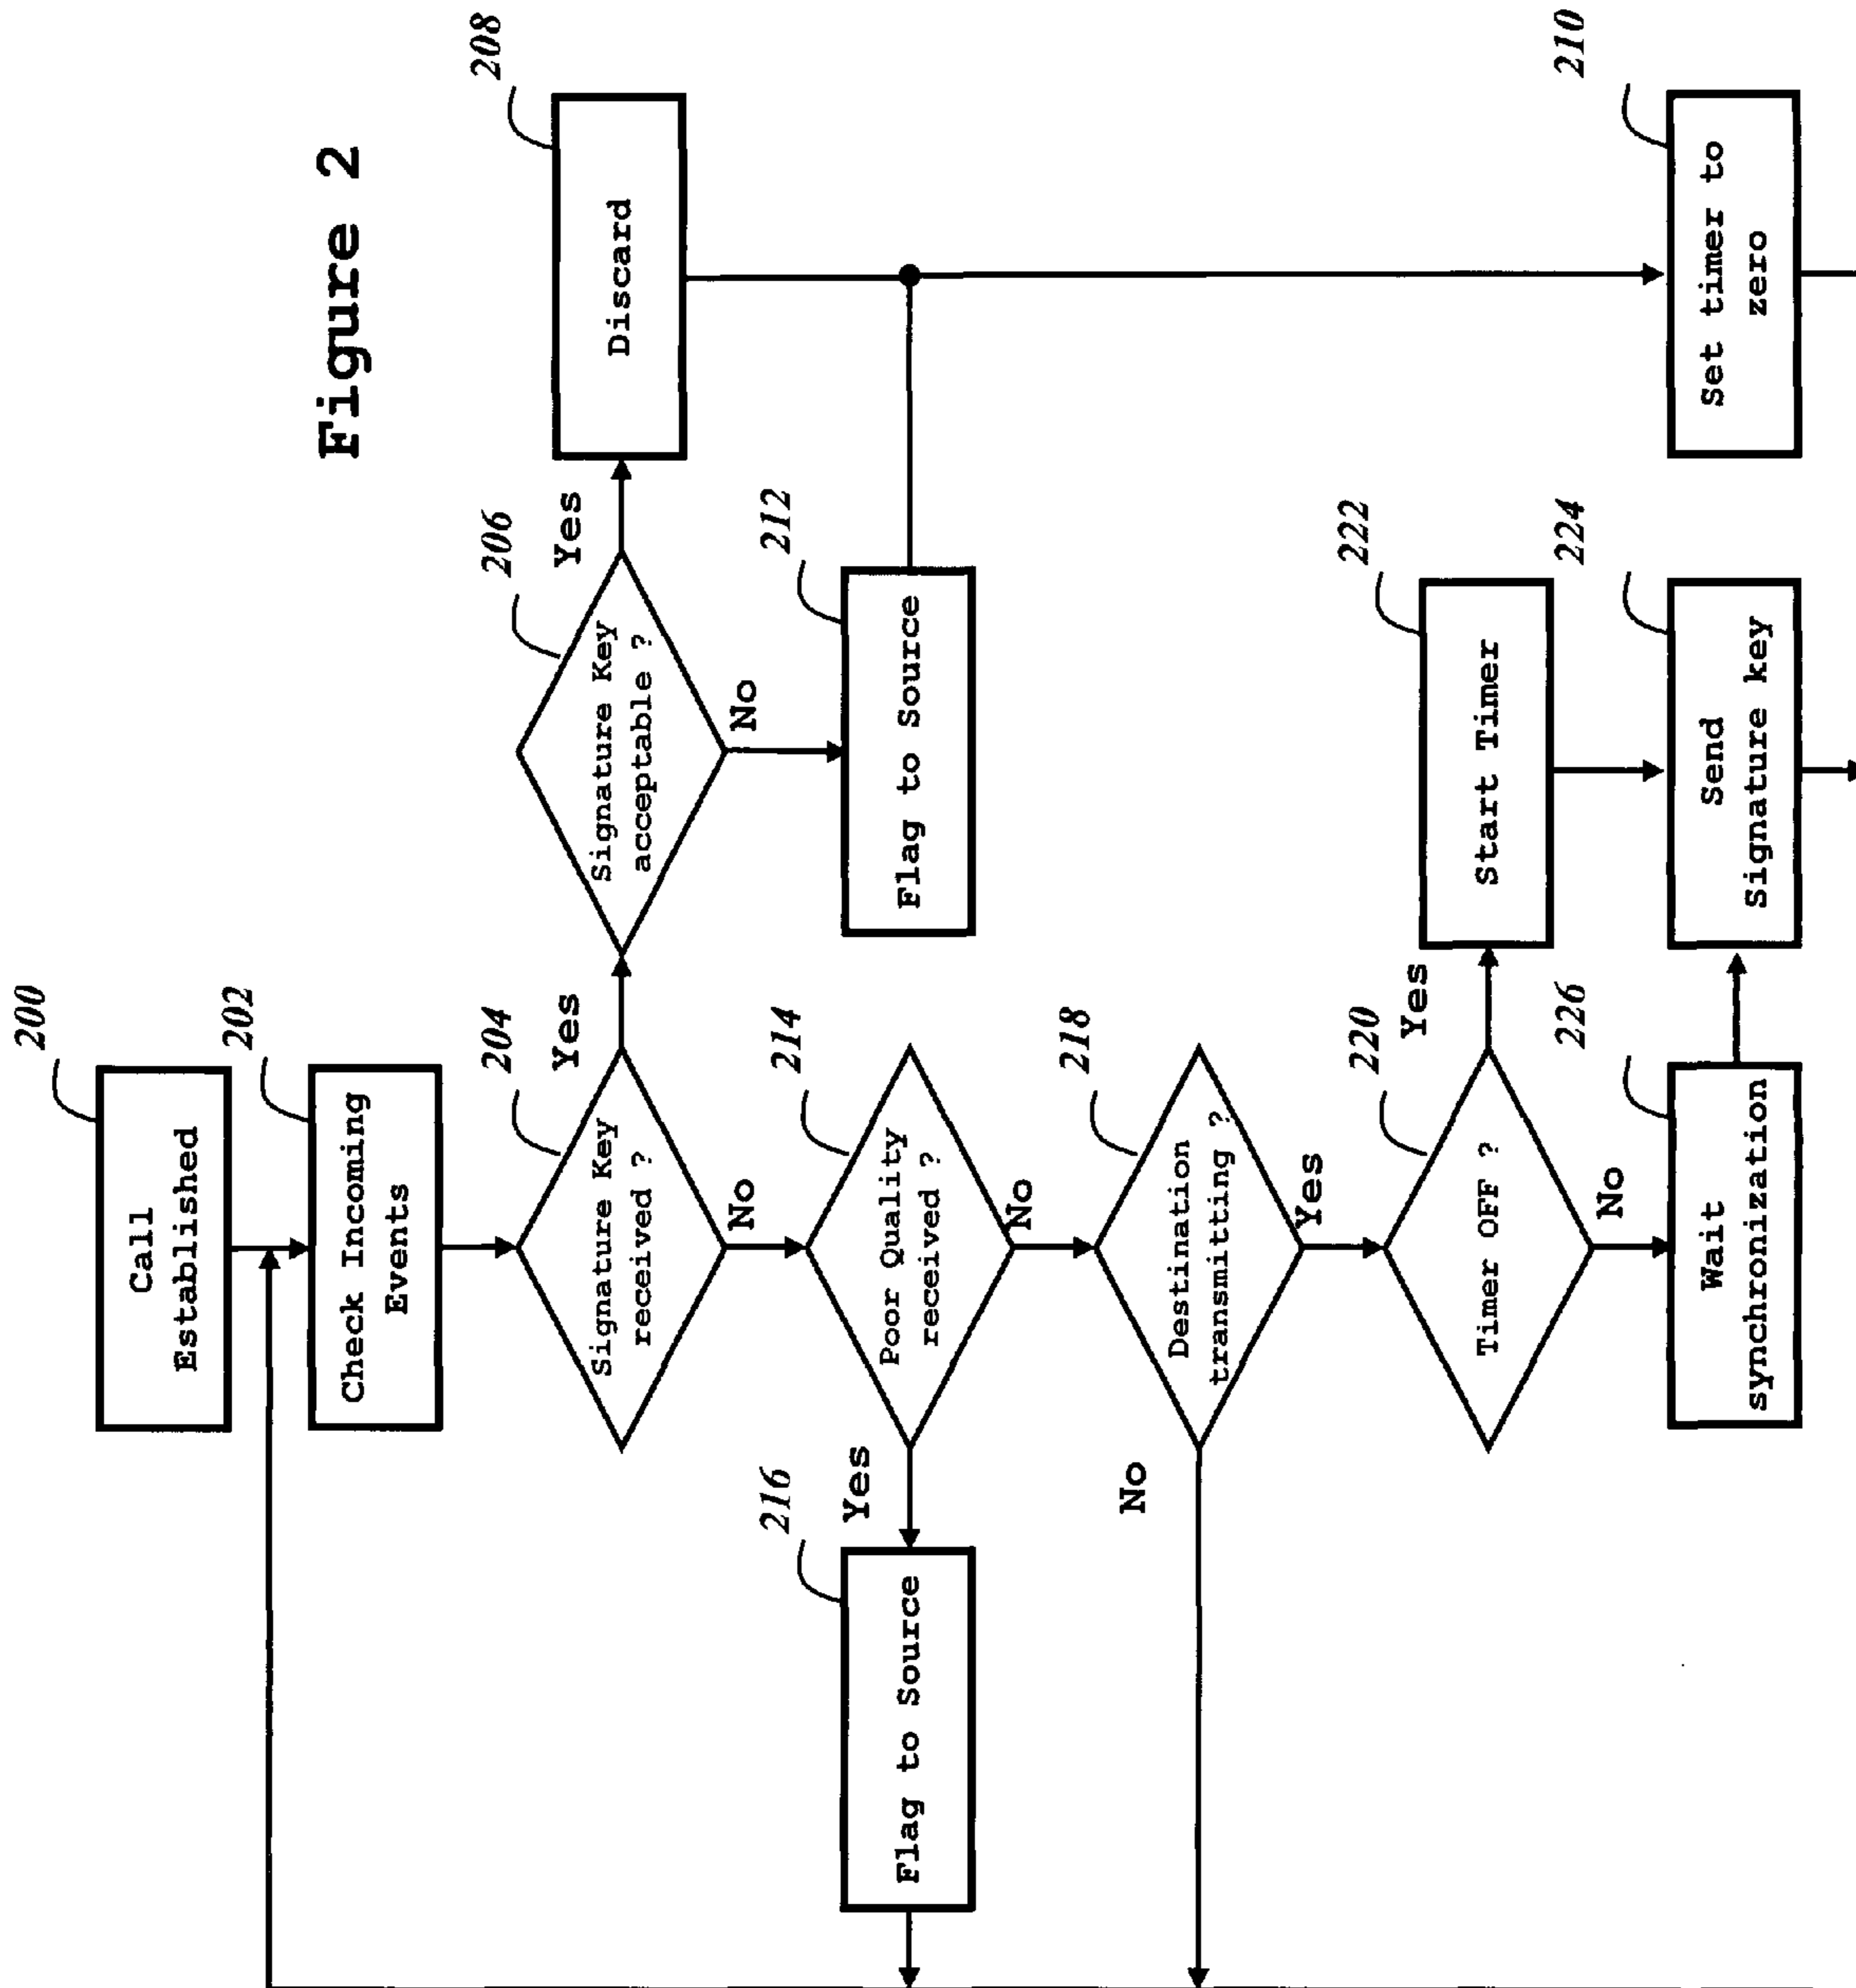 Figure 2
200
Call
Established
202
Check Incoming
Events
204
Signature Key
received ?
Yes
206
Signature Key
acceptable ?
Yes
208
Discard
No
No
212
Flag to Source
214
Poor Quality
received ?
Yes
216
Flag to Source
No
218
Destination
transmitting ?
No
Yes
220
Timer OFF ?
Yes
222
Start Timer
No
226
Wait
synchronization
224
Send
Signature key
210
Set timer to
zero